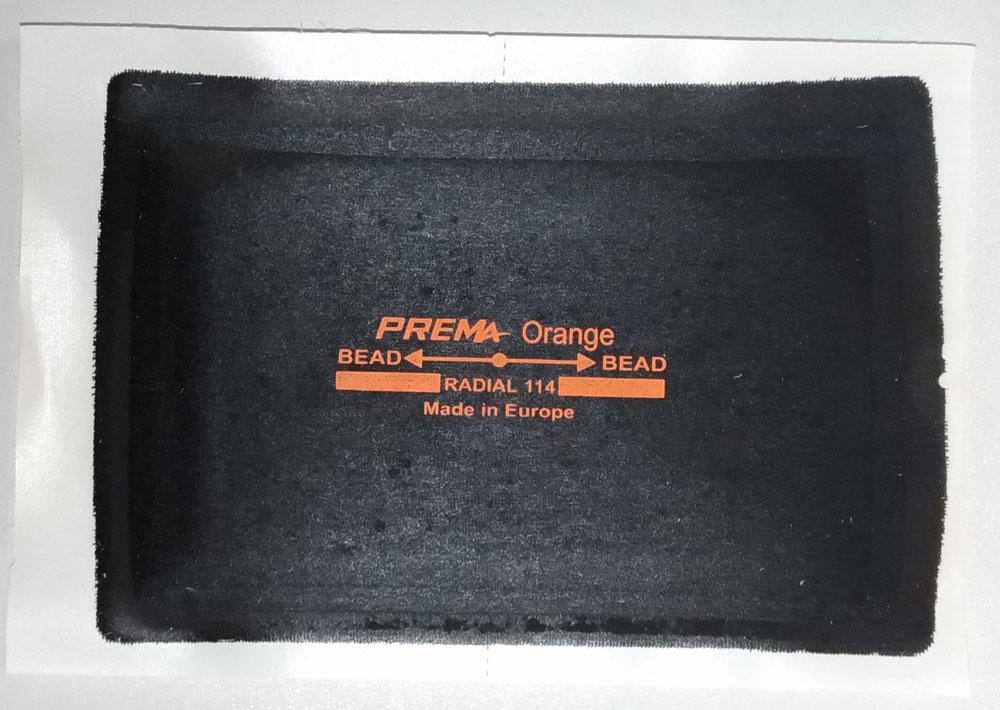 PREMA Orange
BEAD BEAD
RADIAL 114
Made in Europe